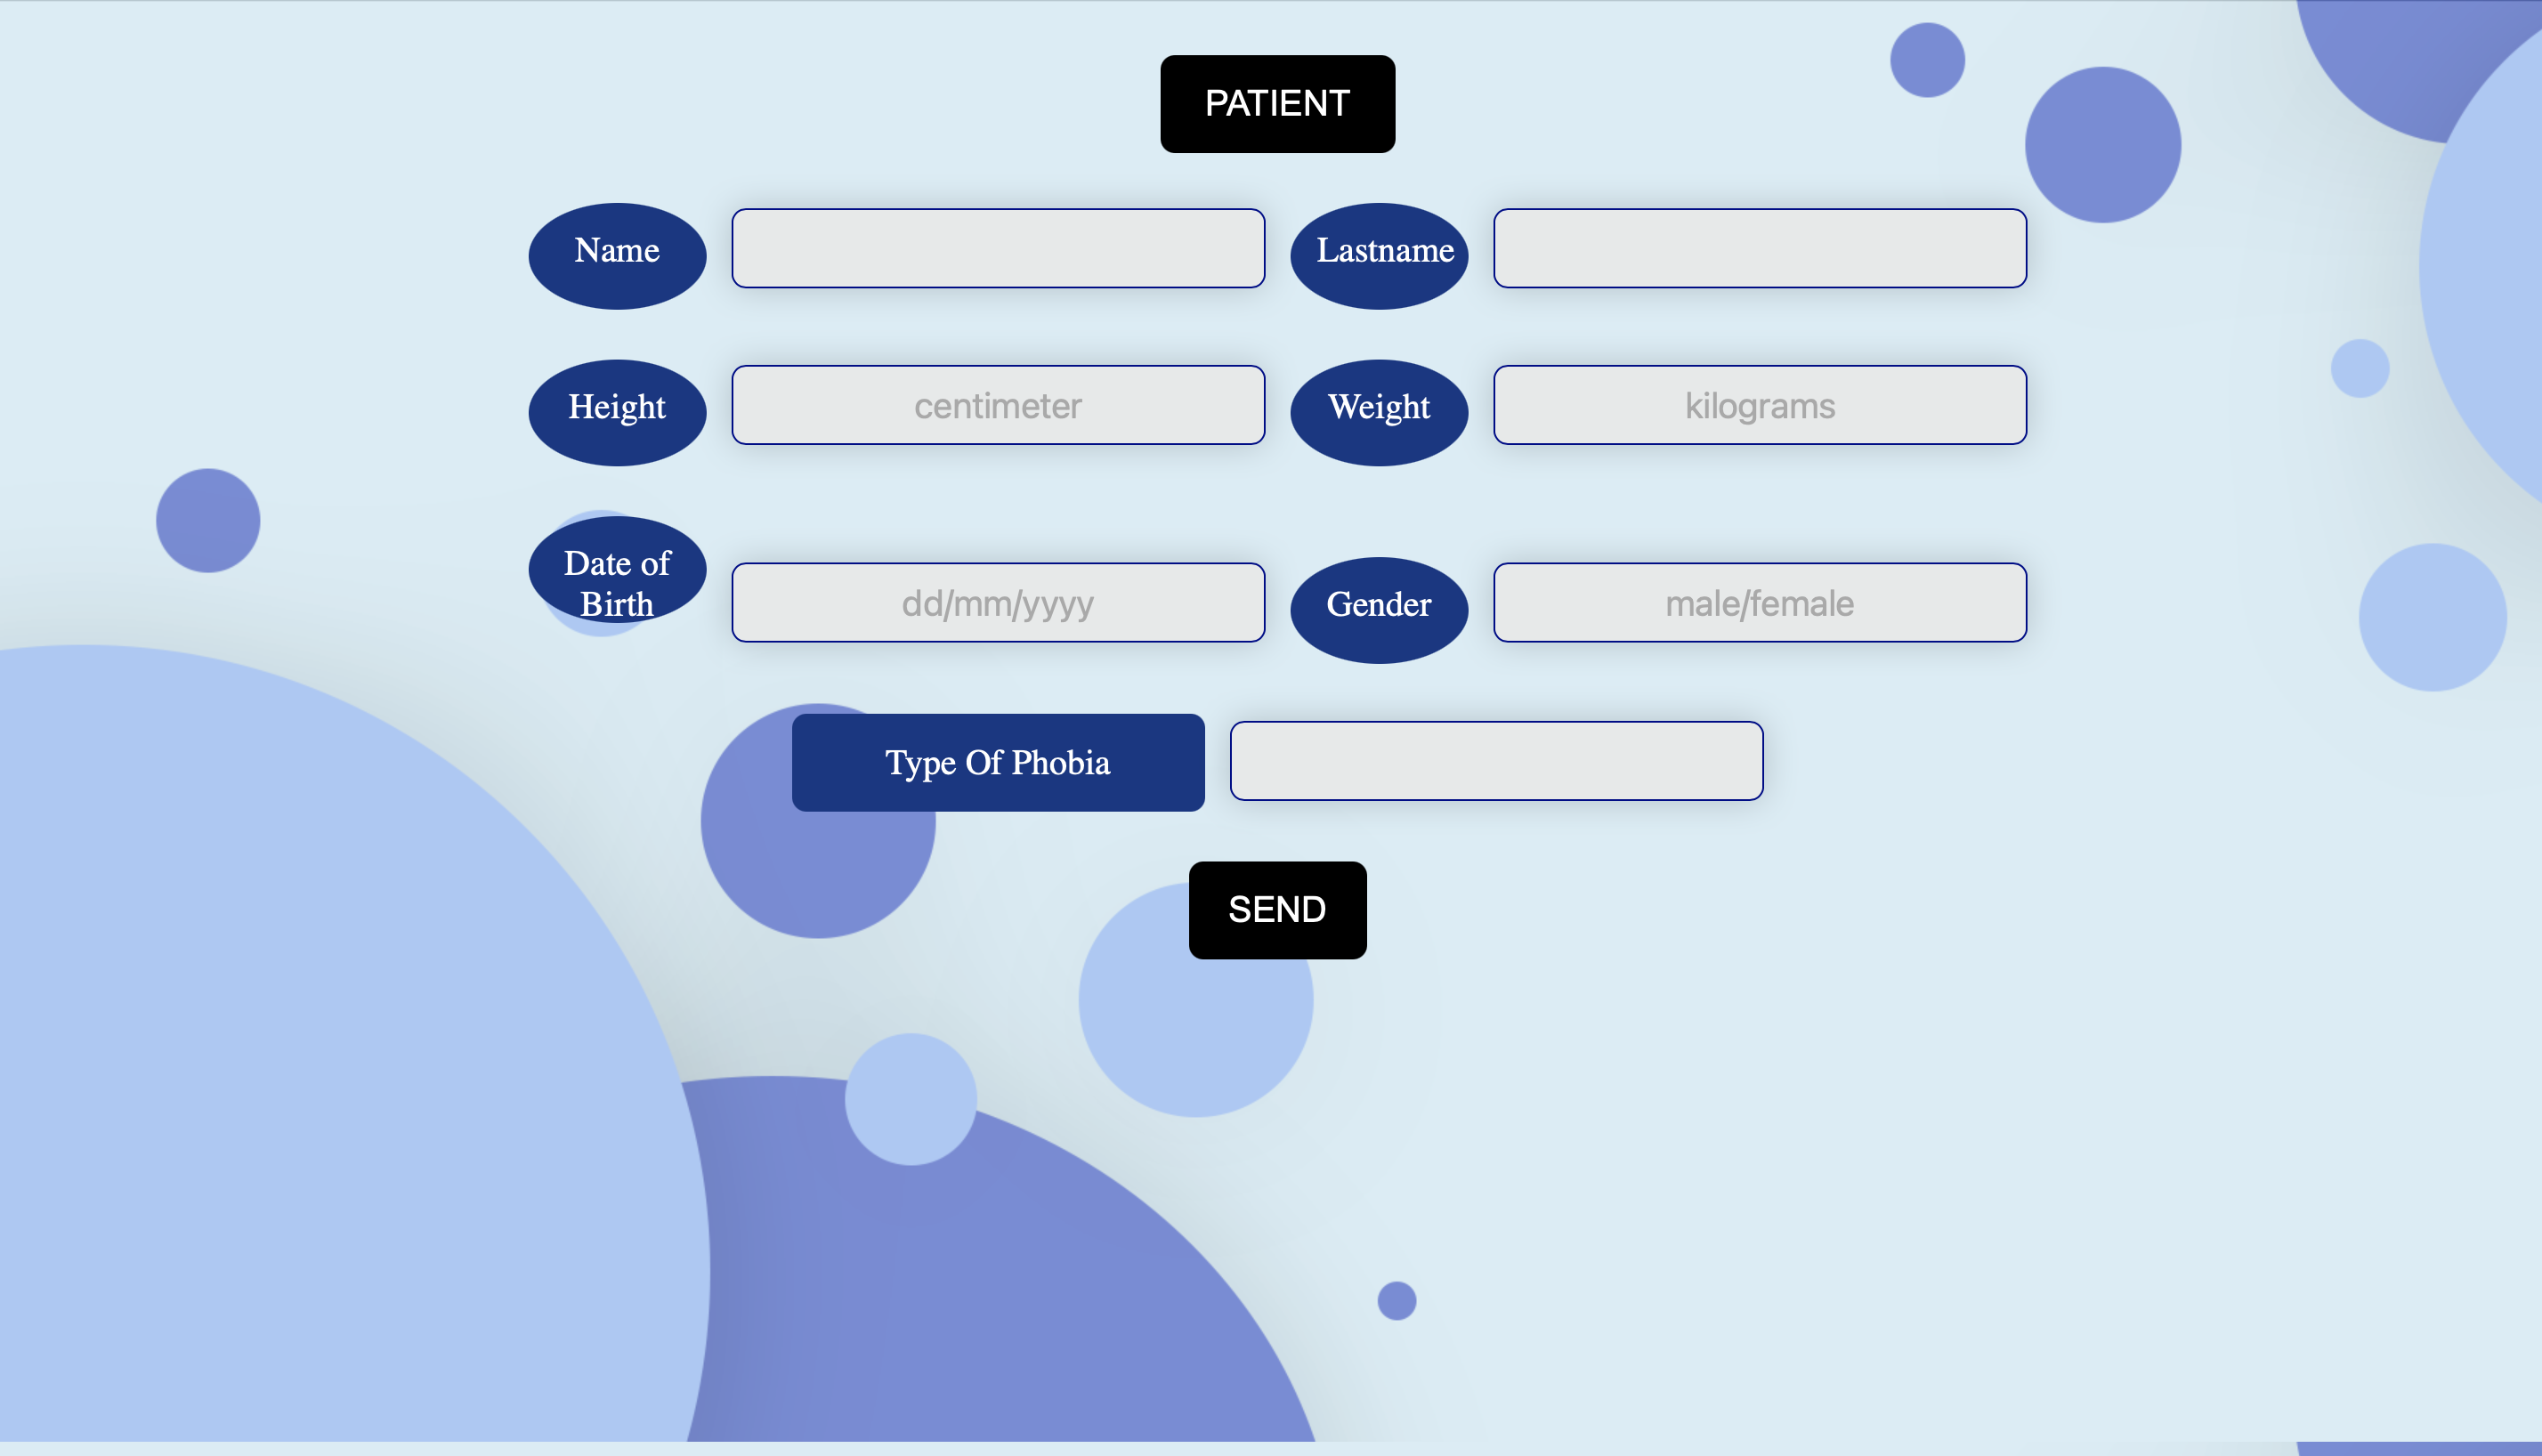 PATIENT
Name
Lastname
Height
centimeter
Weight
kilograms
Date of
Birth
dd/mm/yyyy
Gender
male/female
Type Of Phobia
SEND